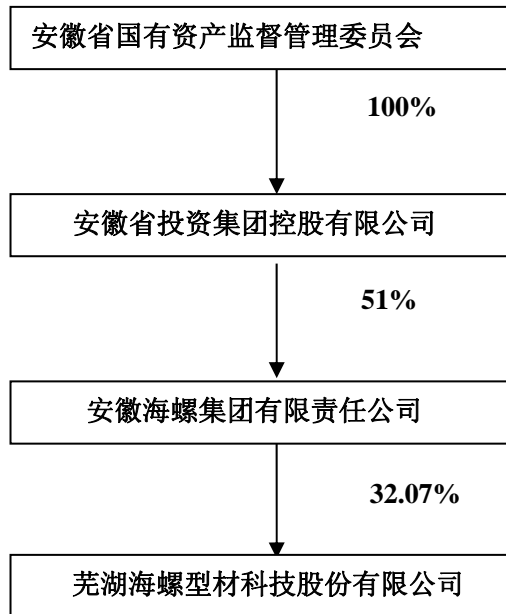 安徽省国有资产监督管理委员会
100%
安徽省投资集团控股有限公司
51%
安徽海螺集团有限责任公司
32.07%
芜湖海螺型材科技股份有限公司